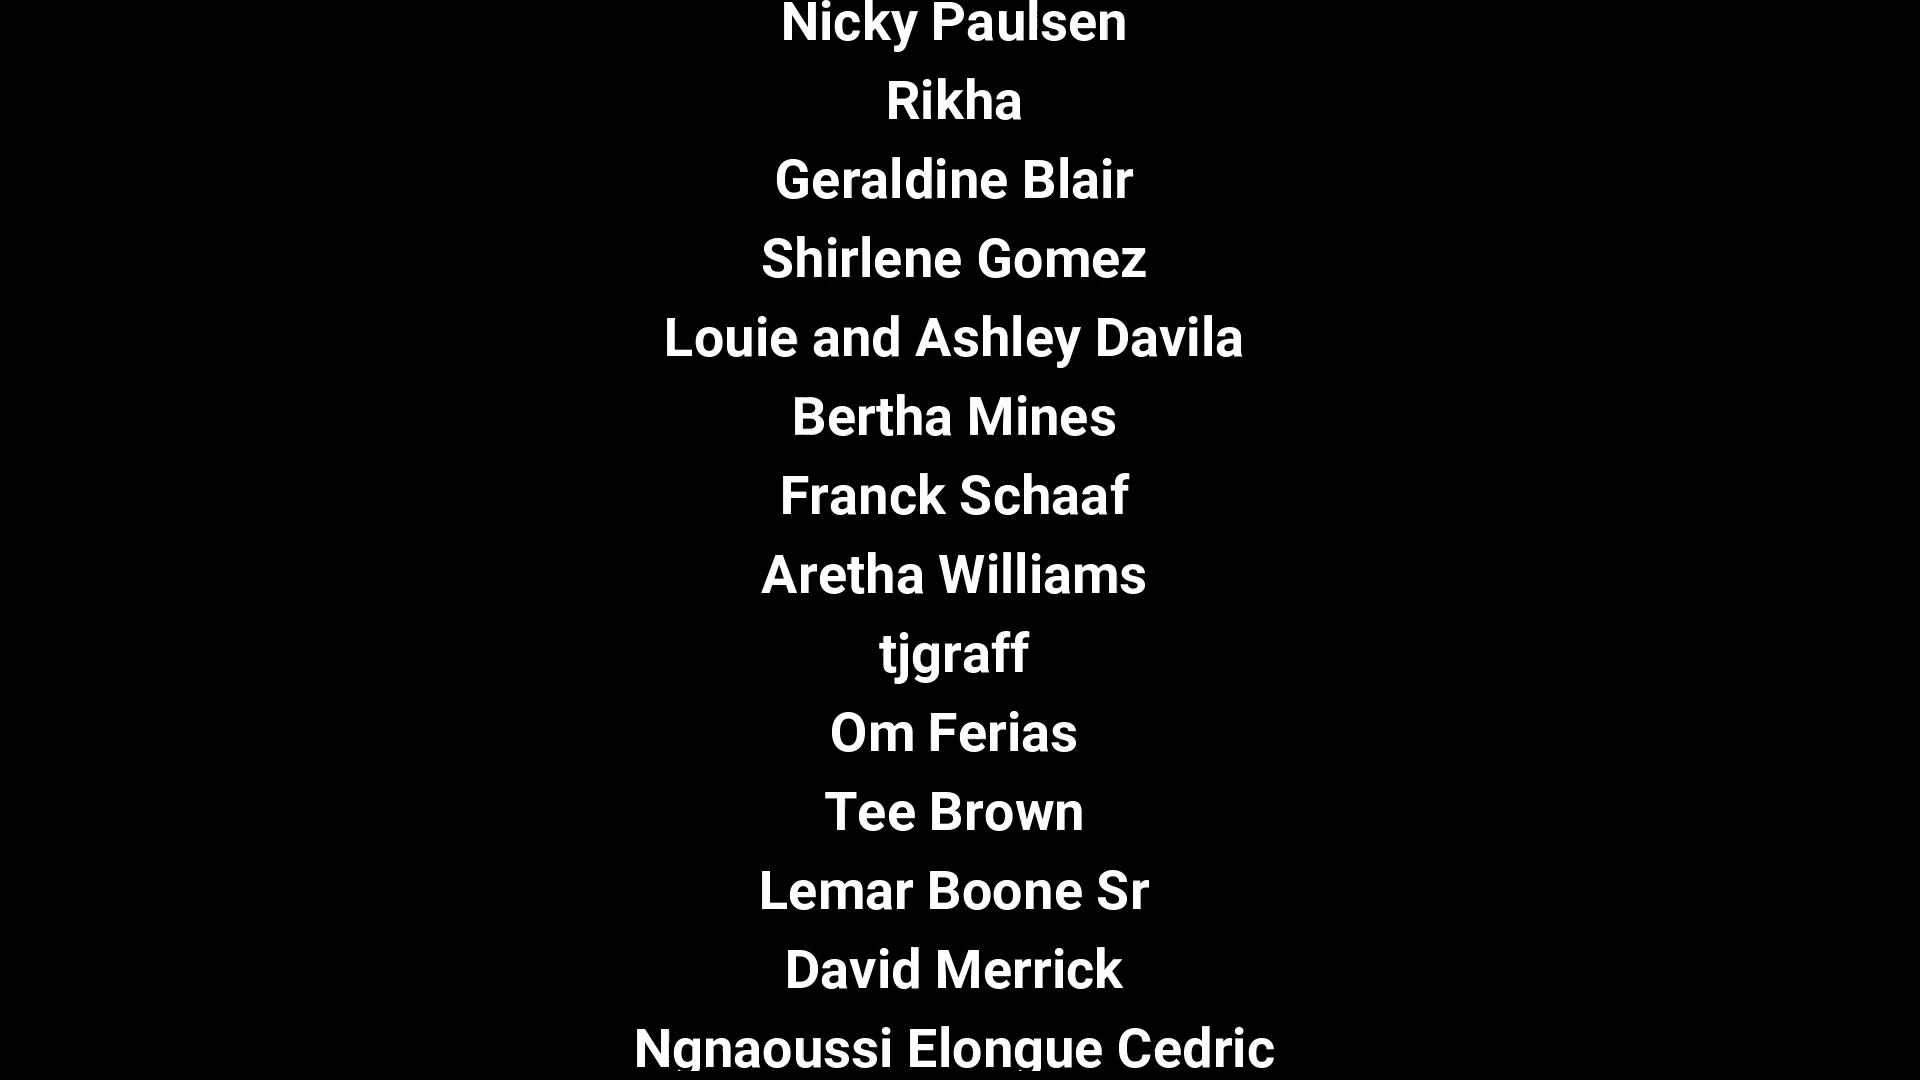 Nicky Paulsen
Rikha
Geraldine Blair
Shirlene Gomez
Louie and Ashley Davila
Bertha Mines
Franck Schaaf
Aretha Williams
tjgraff
Om Ferias
Tee Brown
Lemar Boone Sr
David Merrick
Ngnaoussi Elongue Cedric